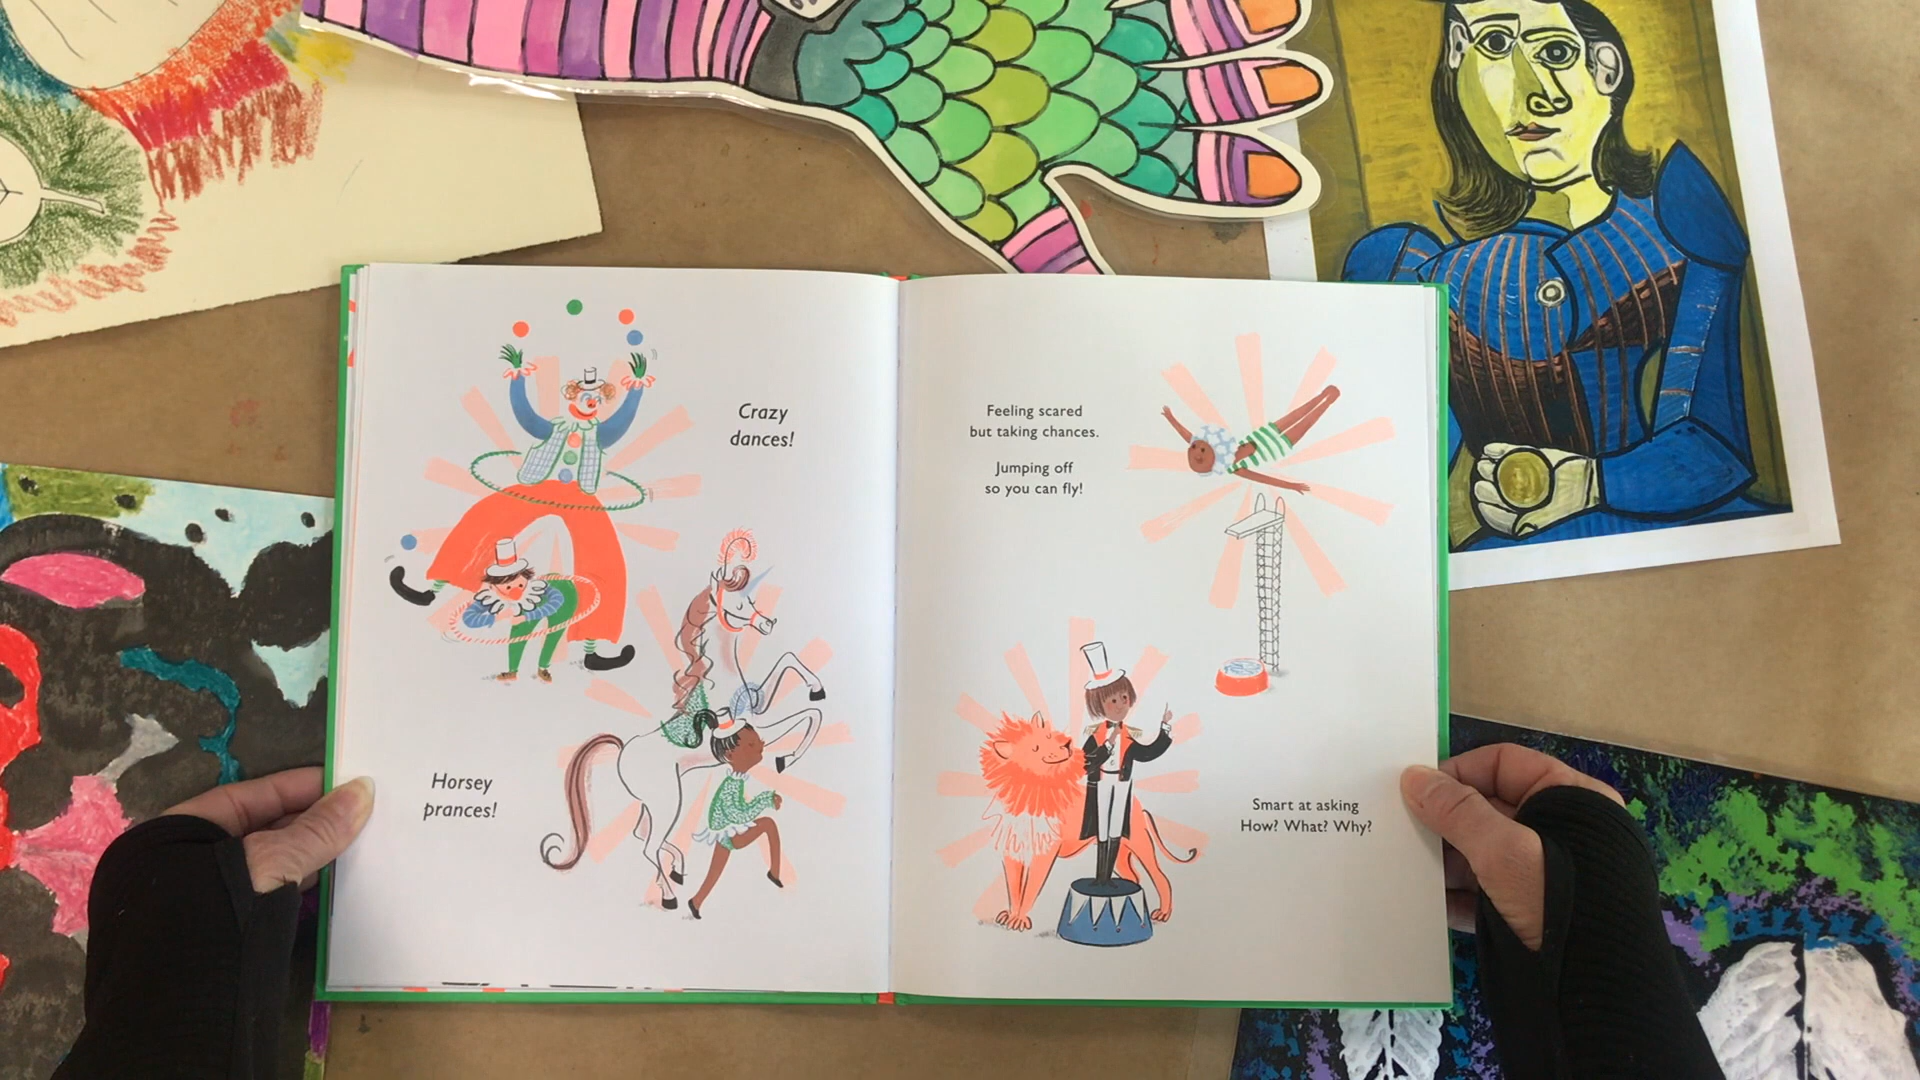 Crazy
dances!
Horsey
prances!
Feeling scared
but taking chances.
Jumping off
so you can fly!
Smart at asking
How? What? Why?